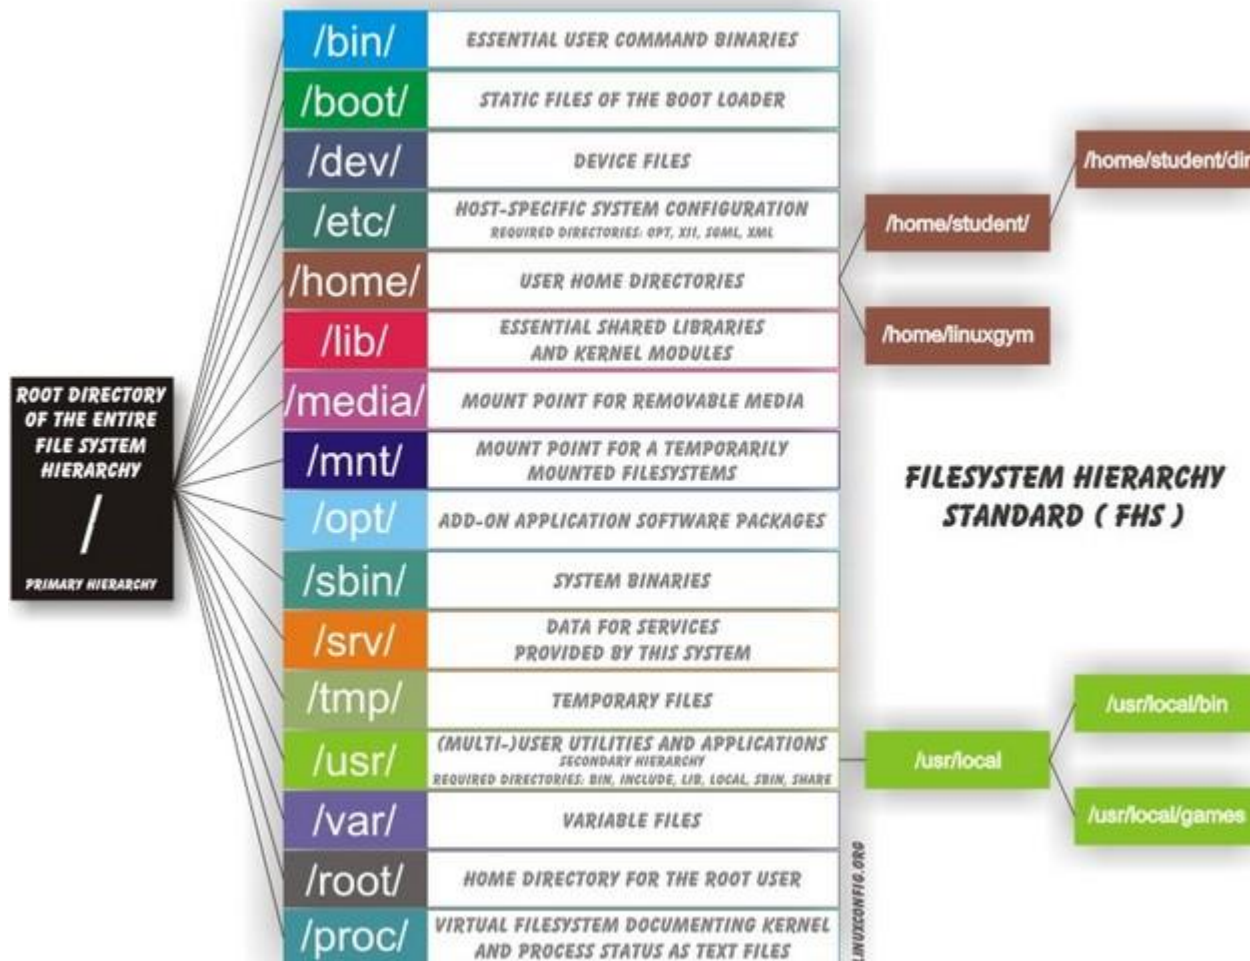 ROOT DIRECTORY
OF THE ENTIRE
FILE SYSTEM
HIERARCHY
/
PRIMARY HIERARCHY
/bin/
ESSENTIAL USER COMMAND BINARIES
/boot/
STATIC FILES OF THE BOOT LOADER
/dev/
DEVICE FILES
/etc/
HOST-SPECIFIC SYSTEM CONFIGURATION
REQUIRED DIRECTORIES: OPT, X11, SGML, XML
/home/
USER HOME DIRECTORIES
/lib/
ESSENTIAL SHARED LIBRARIES
AND KERNEL MODULES
/media/
MOUNT POINT FOR REMOVABLE MEDIA
/mnt/
MOUNT POINT FOR A TEMPORARILY
MOUNTED FILESYSTEMS
/opt/
ADD-ON APPLICATION SOFTWARE PACKAGES
/sbin/
SYSTEM BINARIES
/srv/
DATA FOR SERVICES
PROVIDED BY THIS SYSTEM
/tmp/
TEMPORARY FILES
/usr/
(MULTI-)USER UTILITIES AND APPLICATIONS
SECONDARY HIERARCHY
REQUIRED DIRECTORIES: BIN, INCLUDE, LIB, LOCAL, SBIN, SHARE
/var/
VARIABLE FILES
/root/
HOME DIRECTORY FOR THE ROOT USER
/proc/
VIRTUAL FILESYSTEM DOCUMENTING KERNEL
AND PROCESS STATUS AS TEXT FILES
/home/student/
/home/student/dir
/home/linuxgym
FILESYSTEM HIERARCHY
STANDARD ( FHS )
/usr/local
/usr/local/bin
/usr/local/games
LINUXCONFIG.ORG